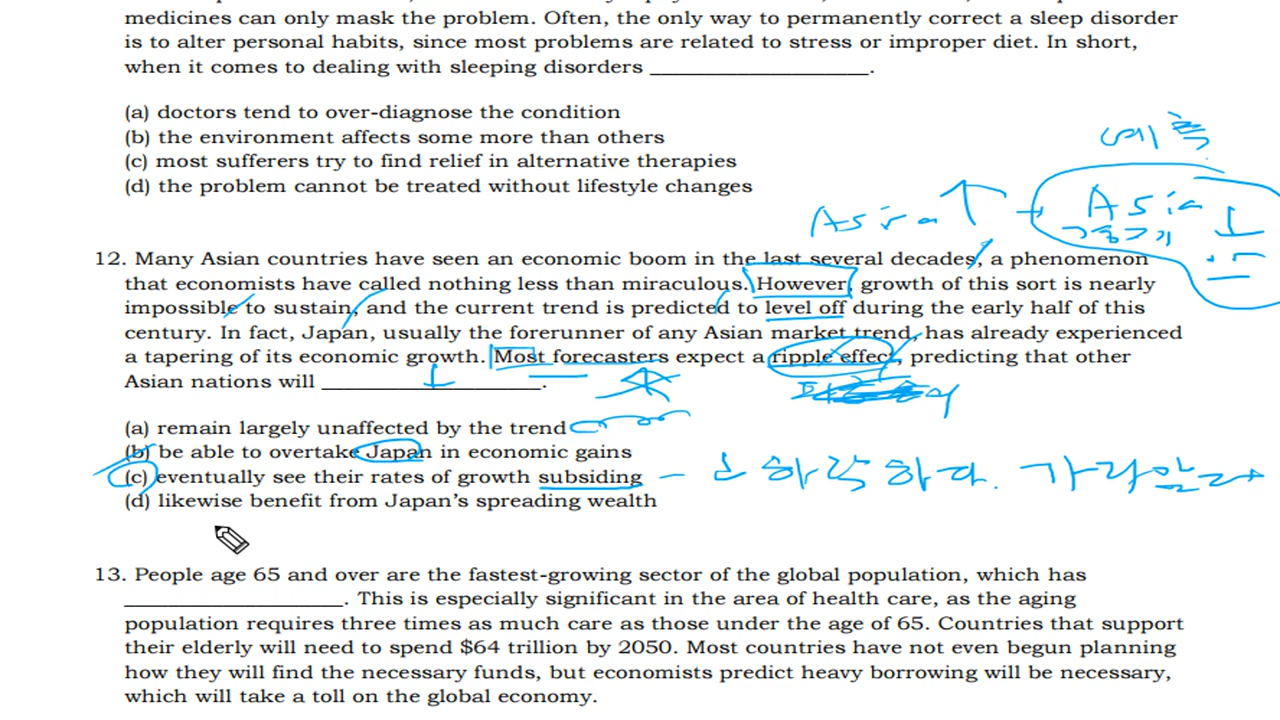 medicines can only mask the problem. Often, the only way to permanently correct a sleep disorder
is to alter personal habits, since most problems are related to stress or improper diet. In short,
when it comes to dealing with sleeping disorders ____________________.
(a) doctors tend to over-diagnose the condition
(b) the environment affects some more than others
(c) most sufferers try to find relief in alternative therapies
(d) the problem cannot be treated without lifestyle changes
예측
Asia ↑ → Asia ↓
12. Many Asian countries have seen an economic boom in the last several decades, a phenomenon
that economists have called nothing less than miraculous. However, growth of this sort is nearly
impossible to sustain, and the current trend is predicted to level off during the early half of this
century. In fact, Japan, usually the forerunner of any Asian market trend, has already experienced
a tapering of its economic growth. Most forecasters expect a ripple effect, predicting that other
Asian nations will ____________________.
(a) remain largely unaffected by the trend
(b) be able to overtake Japan in economic gains
(c) eventually see their rates of growth subsiding - 하락하다. 가라앉다
(d) likewise benefit from Japan's spreading wealth
13. People age 65 and over are the fastest-growing sector of the global population, which has
____________________. This is especially significant in the area of health care, as the aging
population requires three times as much care as those under the age of 65. Countries that support
their elderly will need to spend $64 trillion by 2050. Most countries have not even begun planning
how they will find the necessary funds, but economists predict heavy borrowing will be necessary,
which will take a toll on the global economy.